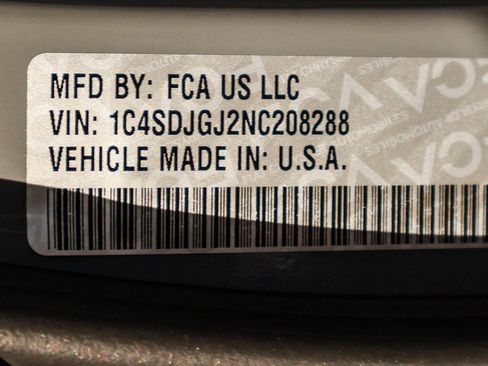 MFD BY: FCA US LLC
VIN: 1C4SDJGJ2NC208288
VEHICLE MADE IN: U.S.A.